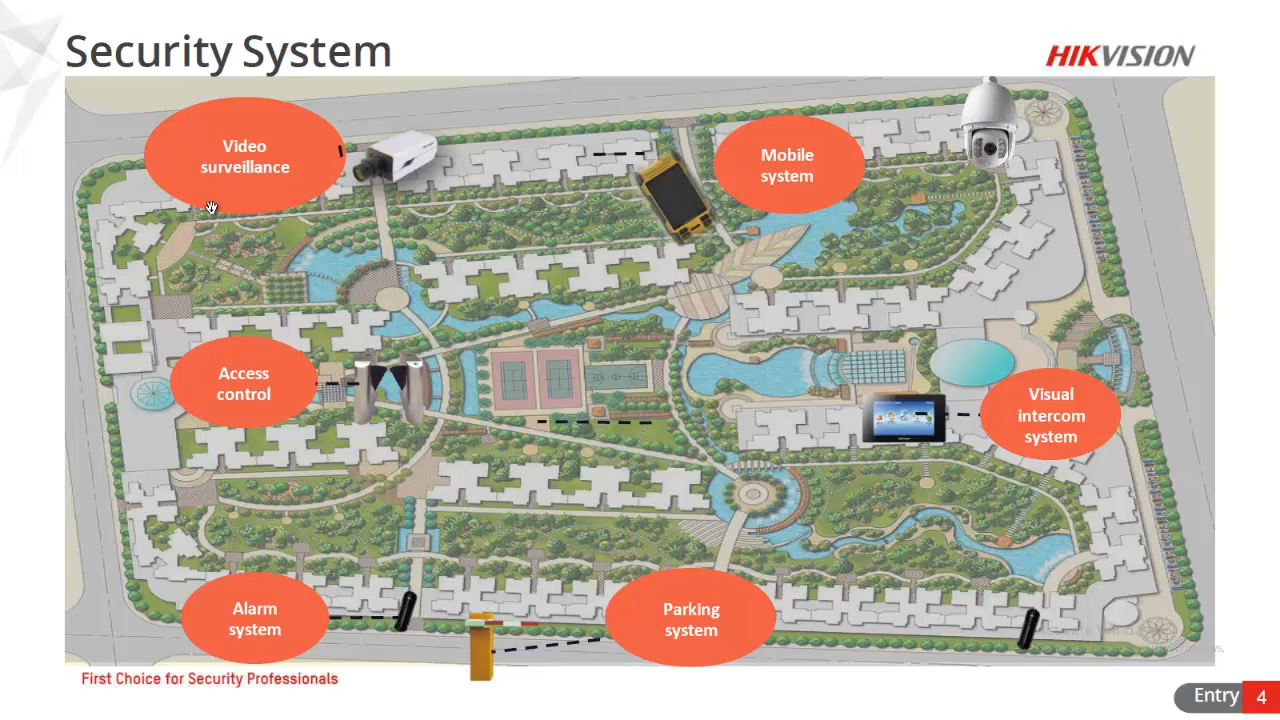 Security System
HIKVISION
Video
surveillance
Mobile
system
Access
control
Visual
intercom
system
Alarm
system
Parking
system
First Choice for Security Professionals
Entry 4